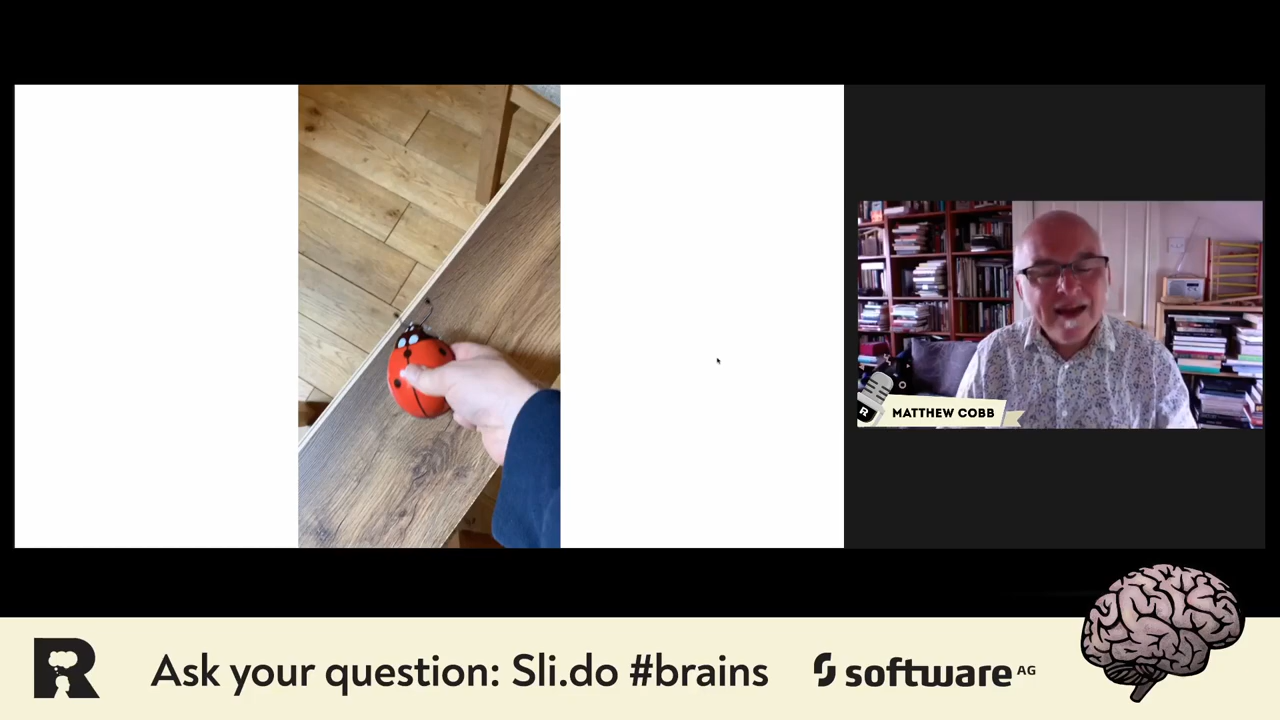 R
MATTHEW COBB
R
Ask your question: Sli.do #brains
software AG